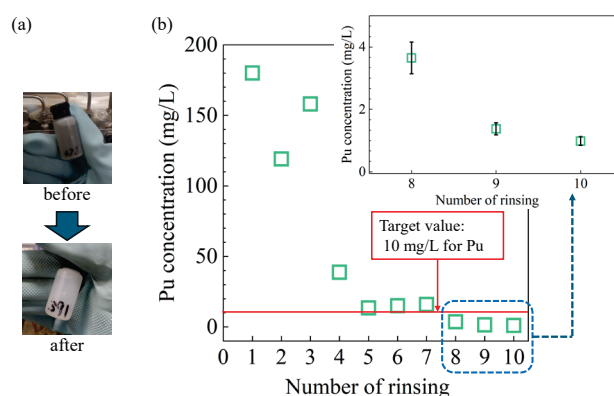 (a)
before
after
(b)
Pu concentration (mg/L)
200
150
100
50
0
0 1 2 3 4 5 6 7 8 9 10
Number of rinsing
Target value:
10 mg/L for Pu
Pu concentration (mg/L)
4
2
0
8 9 10
Number of rinsing